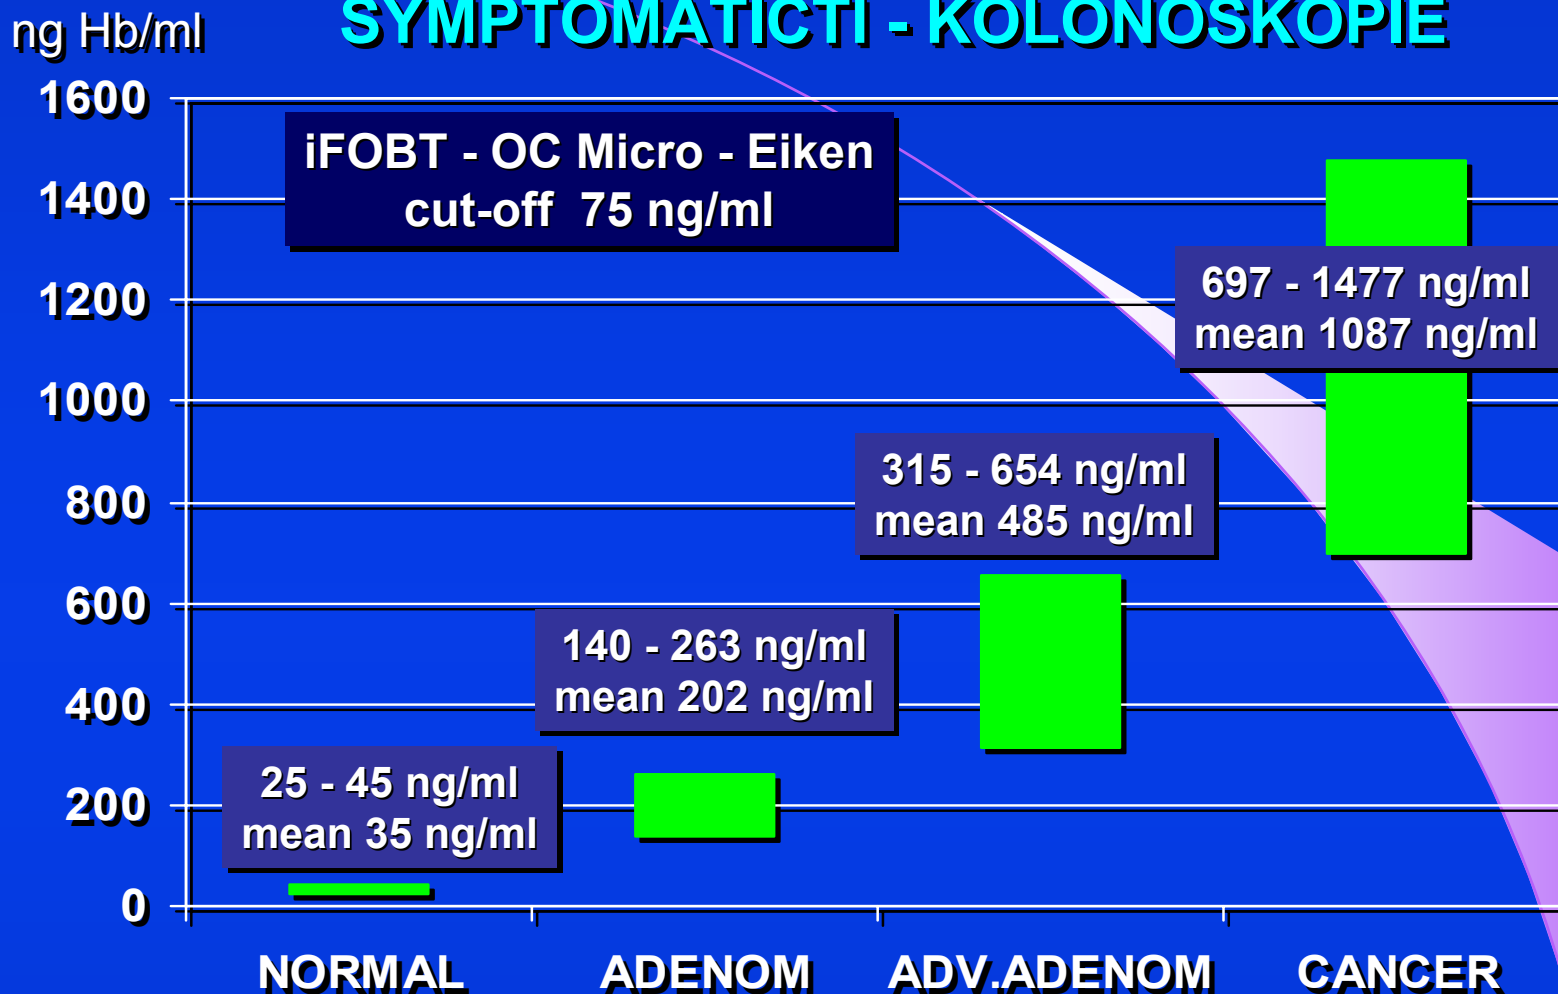 SYMPTOMATICTI - KOLONOSKOPIE
ng Hb/ml
1600
1400
1200
1000
800
600
400
200
0
iFOBT - OC Micro - Eiken
cut-off 75 ng/ml
697 - 1477 ng/ml
mean 1087 ng/ml
315 - 654 ng/ml
mean 485 ng/ml
140 - 263 ng/ml
mean 202 ng/ml
25 - 45 ng/ml
mean 35 ng/ml
NORMAL
ADENOM
ADV.ADENOM
CANCER